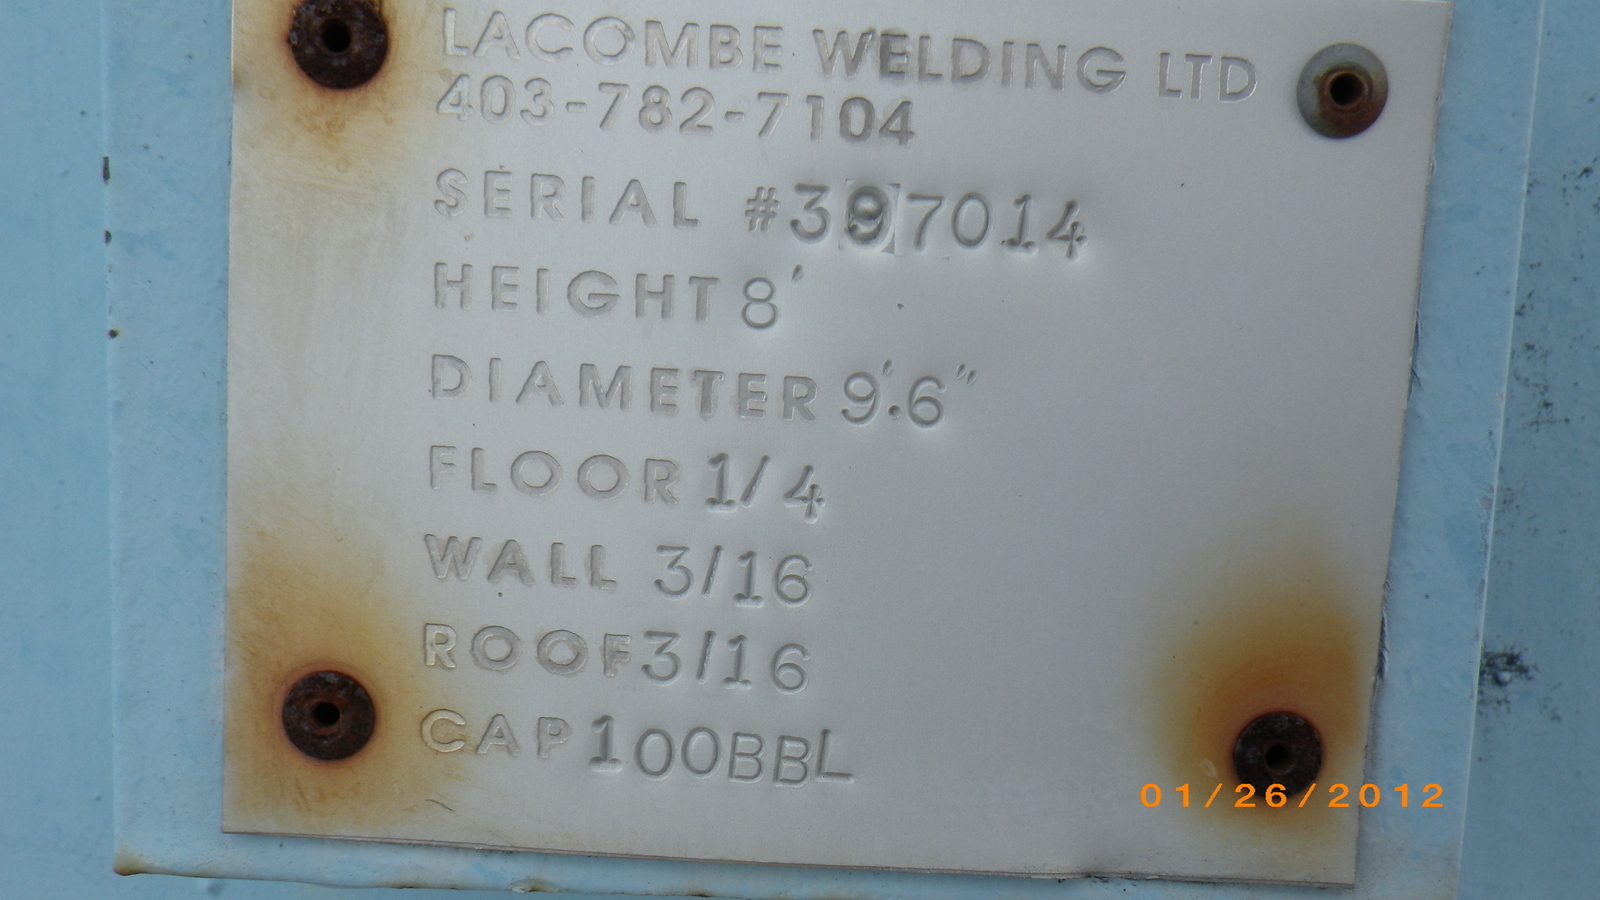 LACOMBE WELDING LTD
403-782-7104
SERIAL #397014
HEIGHT 8'
DIAMETER 9'.6"
FLOOR 1/4
WALL 3/16
ROOF 3/16
CAP 100BBL
01/26/2012